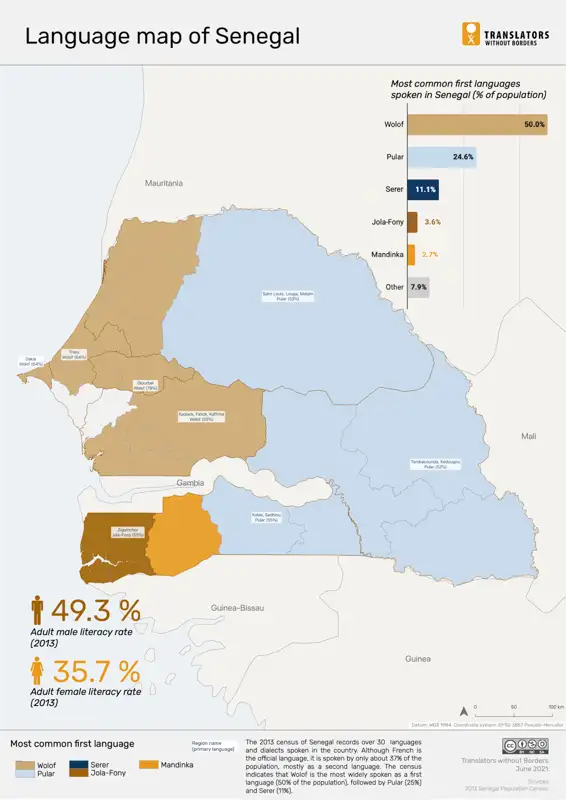 Language map of Senegal
TRANSLATORS
WITHOUT BORDERS
Most common first languages
spoken in Senegal (% of population)
Wolof 50.0%
Pular 24.6%
Serer 11.1%
Jola-Fony 3.6%
Mandinka 2.7%
Other 7.9%
Mauritania
Saint Louis, Louga, Matam
Pular (53%)
Dakar
Wolof (64%)
Thies
Wolof (64%)
Diourbel
Wolof (78%)
Kaolack, Fatick, Kaffrine
Wolof
Mali
Tambacounda, Kedougou
Pular (52%)
Gambia
Kolda, Sedhiou
Pular (55%)
Ziguinchor
Jola-Fony
49.3 %
Adult male literacy rate
(2013)
Guinea-Bissau
35.7 %
Adult female literacy rate
(2013)
Guinea
0 50 100 km
Datum: WGS 1984. Coordinate system: EPSG 3857 Pseudo-Mercator
Most common first language
Wolof
Pular
Serer
Jola-Fony
Mandinka
Region name
(primary language)
The 2013 census of Senegal records over 30 languages
and dialects spoken in the country. Although French is
the official language, it is spoken by only about 37% of the
population, mostly as a second language. The census
indicates that Wolof is the most widely spoken as a first
language (50% of the population), followed by Pular (25%)
and Serer (11%).
BY NC SA
Translators without Borders
June 2021.
Sources:
2013 Senegal Population Census.